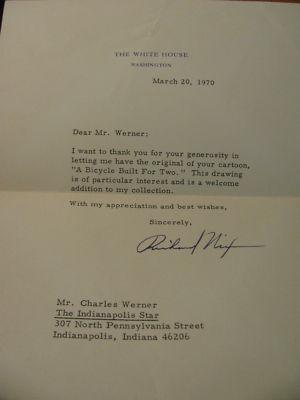 THE WHITE HOUSE
WASHINGTON
March 20, 1970
Dear Mr. Werner:
I want to thank you for your generosity in
letting me have the original of your cartoon,
"A Bicycle Built For Two." This drawing
is of particular interest and is a welcome
addition to my collection.
With my appreciation and best wishes,
Sincerely,
Richard Nixon
Mr. Charles Werner
The Indianapolis Star
307 North Pennsylvania Street
Indianapolis, Indiana 46206